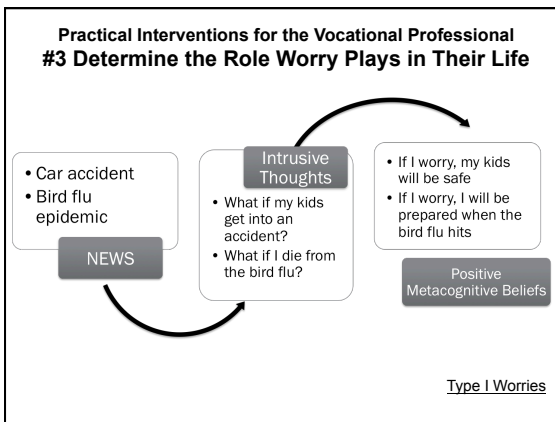 Practical Interventions for the Vocational Professional
#3 Determine the Role Worry Plays in Their Life
• Car accident
• Bird flu
epidemic
NEWS
Intrusive
Thoughts
• What if my kids
get into an
accident?
• What if I die from
the bird flu?
• If I worry, my kids
will be safe
• If I worry, I will be
prepared when the
bird flu hits
Positive
Metacognitive Beliefs
Type I Worries